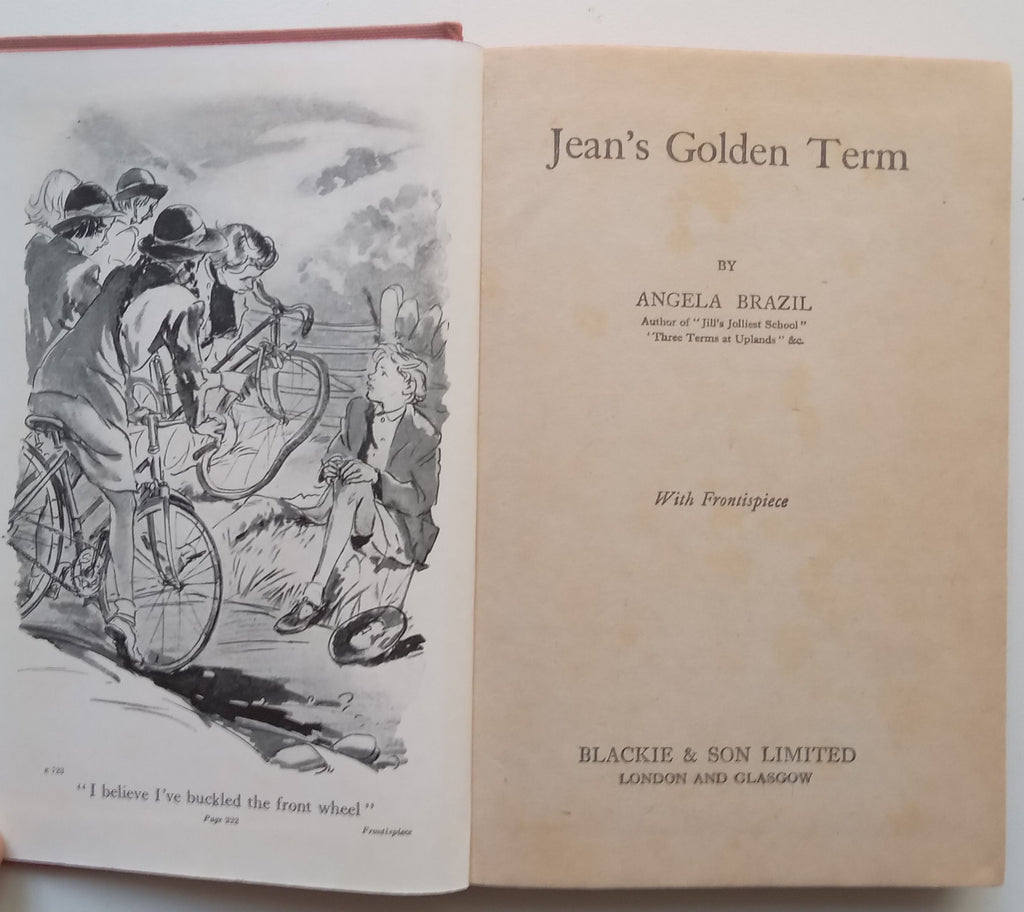 "I believe I've buckled the front wheel"
Page 222
Frontispiece
Jean's Golden Term
BY
ANGELA BRAZIL
Author of "Jill's Jolliest School"
"Three Terms at Uplands" &c.
With Frontispiece
BLACKIE & SON LIMITED
LONDON AND GLASGOW